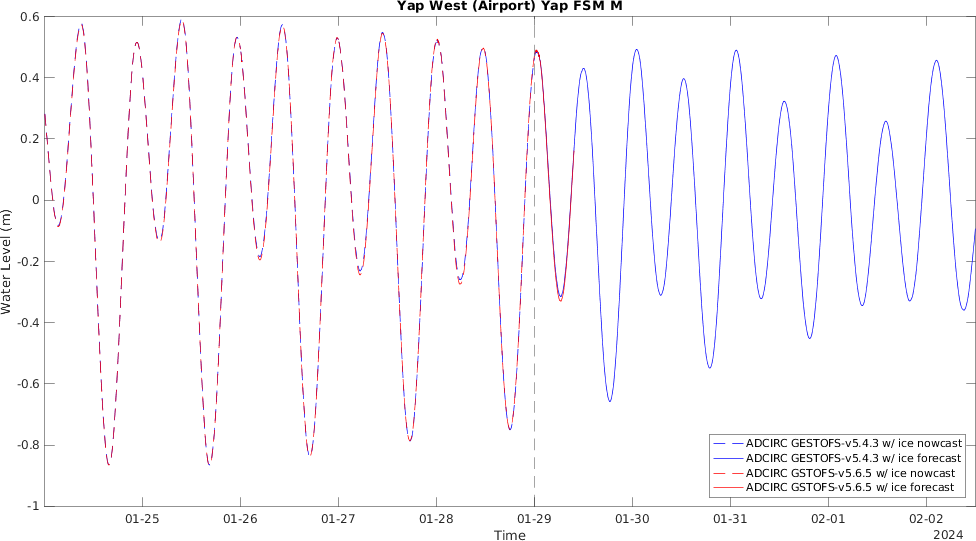 Yap West (Airport) Yap FSM M
Water Level (m)
0.6
0.4
0.2
0
-0.2
-0.4
-0.6
-0.8
-1
ADCIRC GESTOFS-v5.4.3 w/ ice nowcast
ADCIRC GESTOFS-v5.4.3 w/ ice forecast
ADCIRC GSTOFS-v5.6.5 w/ ice nowcast
ADCIRC GSTOFS-v5.6.5 w/ ice forecast
01-25 01-26 01-27 01-28 01-29 01-30 01-31 02-01 02-02
Time
2024